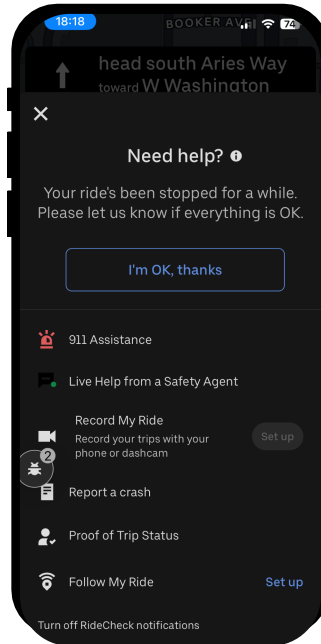 18:18
BOOKER AVE
74
head south Aries Way
toward W Washington
Need help?
Your ride's been stopped for a while.
Please let us know if everything is OK.
I'm OK, thanks
911 Assistance
Live Help from a Safety Agent
Record My Ride
Record your trips with your
phone or dashcam
Set up
2
Report a crash
Proof of Trip Status
Follow My Ride
Set up
Turn off RideCheck notifications